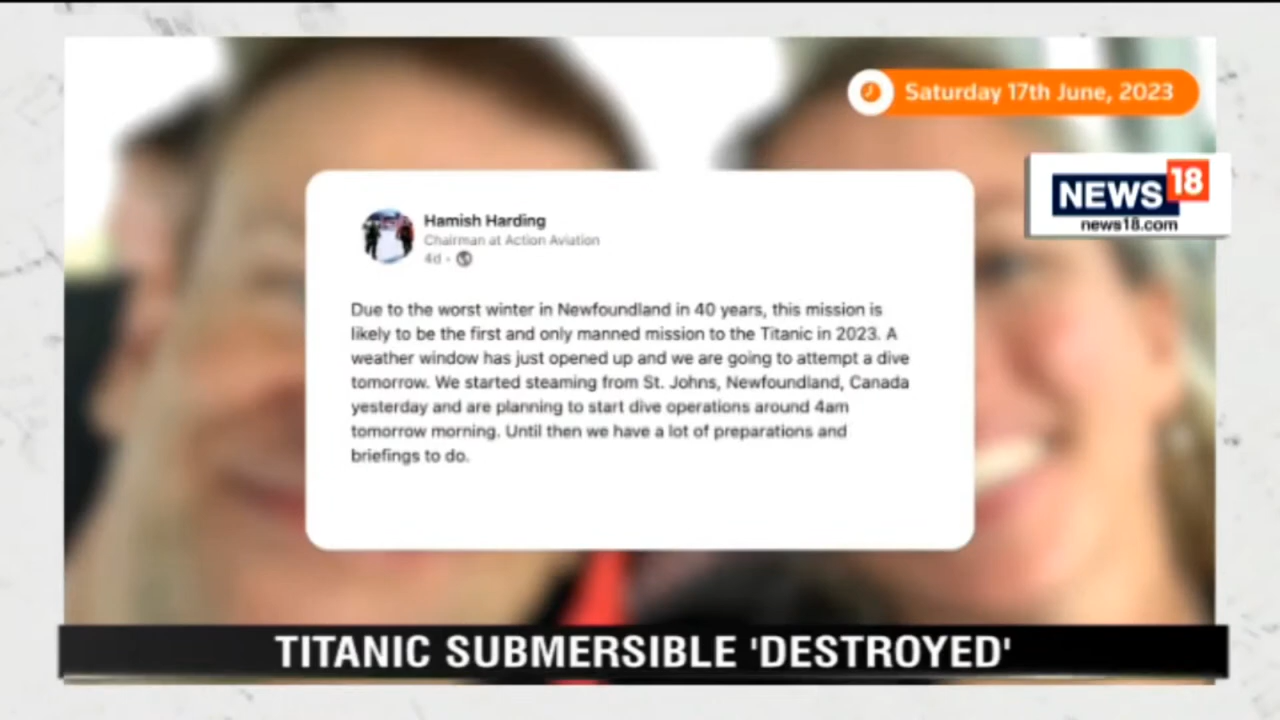 Saturday 17th June, 2023
NEWS 18
news18.com
Hamish Harding
Chairman at Action Aviation
4d •
Due to the worst winter in Newfoundland in 40 years, this mission is
likely to be the first and only manned mission to the Titanic in 2023. A
weather window has just opened up and we are going to attempt a dive
tomorrow. We started steaming from St. Johns, Newfoundland, Canada
yesterday and are planning to start dive operations around 4am
tomorrow morning. Until then we have a lot of preparations and
briefings to do.
TITANIC SUBMERSIBLE 'DESTROYED'